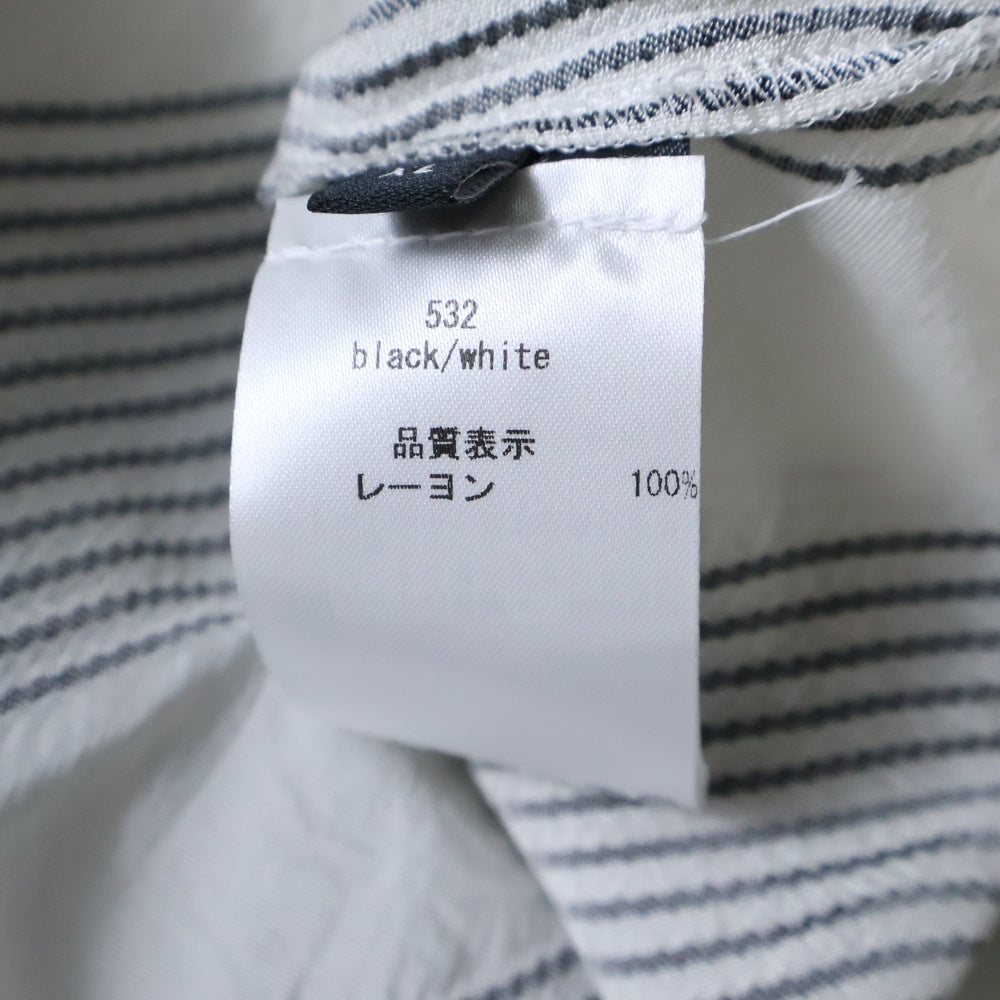 532
black/white
品質表示
レーヨン 100%